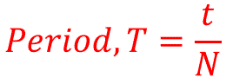 Period, T = t/N